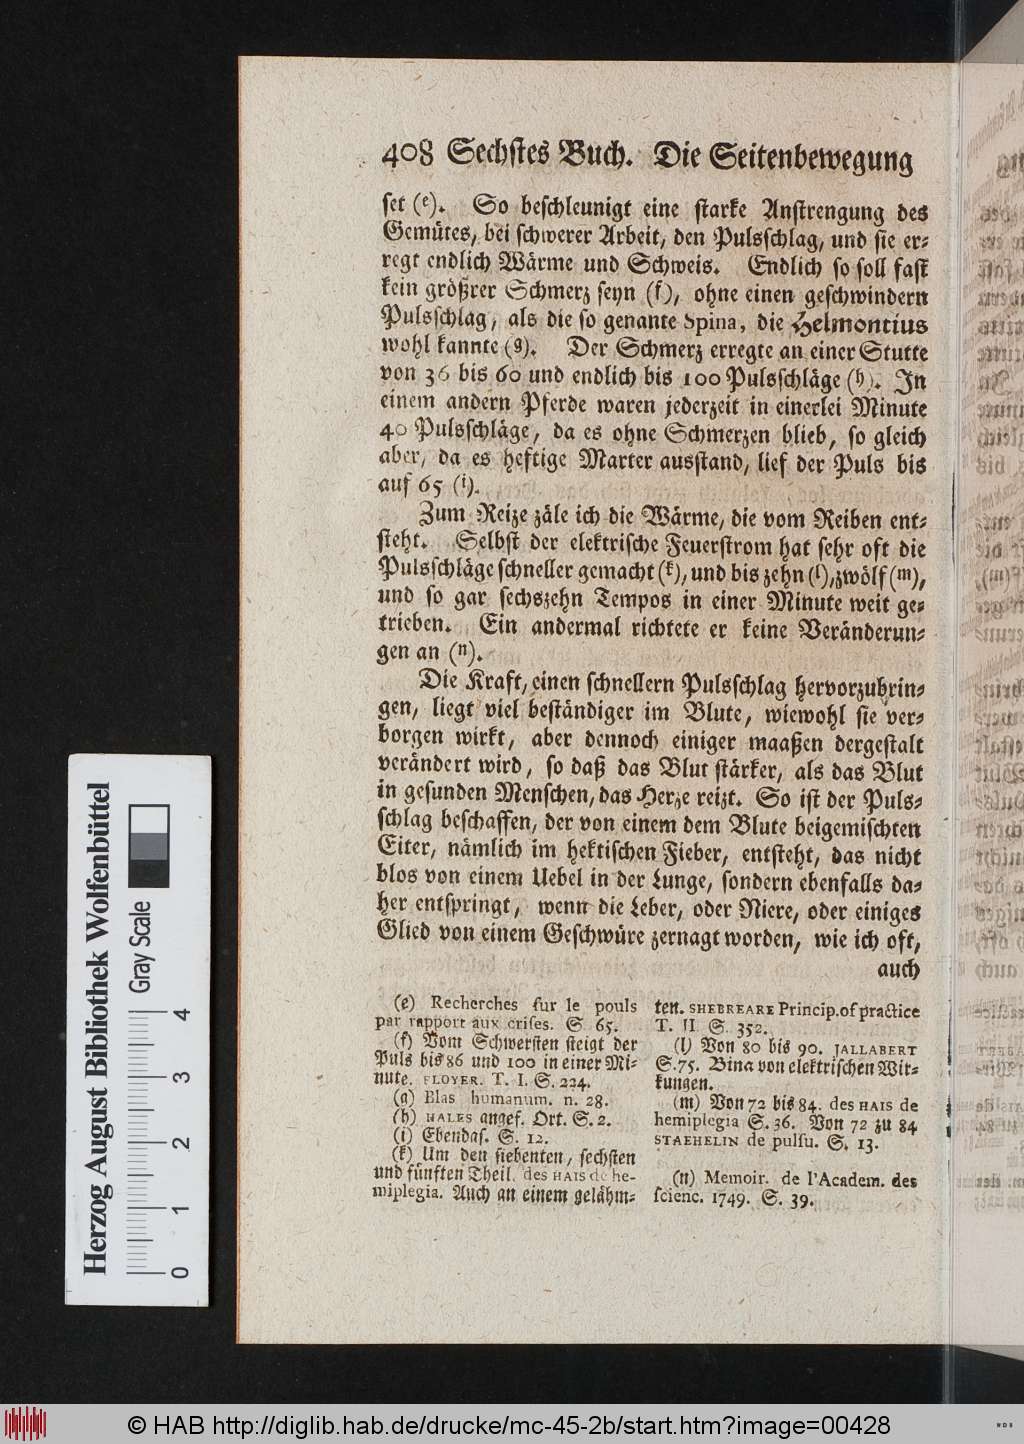 408 Sechstes Buch. Die Seitenbewegung
set (e). So beschleunigt eine starke Anstrengung des
Gemütes, bei schwerer Arbeit, den Pulsschlag, und sie er=
regt endlich Wärme und Schweis. Endlich so soll fast
kein größrer Schmerz seyn (f), ohne einen geschwindern
Pulsschlag, als die so genante Spina, die Helmontius
wohl kannte (g). Der Schmerz erregte an einer Stutte
von 36 bis 60 und endlich bis 100 Pulsschläge (h). In
einem andern Pferde waren jederzeit in einerlei Minute
40 Pulsschläge, da es ohne Schmerzen blieb, so gleich
aber, da es heftige Marter ausstand, lief der Puls bis
auf 65 (i).
Zum Reize zäle ich die Wärme, die vom Reiben ent=
steht. Selbst der elektrische Feuerstrom hat sehr oft die
Pulsschläge schneller gemacht (k), und bis zehn (l), zwölf (m),
und so gar sechszehn Tempos in einer Minute weit ge=
trieben. Ein andermal richtete er keine Veränderun=
gen an (n).
Die Kraft, einen schnellern Pulsschlag hervorzubrin=
gen, liegt viel beständiger im Blute, wiewohl sie ver=
borgen wirkt, aber dennoch einiger maaßen dergestalt
verändert wird, so daß das Blut stärker, als das Blut
in gesunden Menschen, das Herze reizt. So ist der Puls=
schlag beschaffen, der von einem dem Blute beigemischten
Eiter, nämlich im hektischen Fieber, entsteht, das nicht
blos von einem Uebel in der Lunge, sondern ebenfalls da=
her entspringt, wenn die Leber, oder Niere, oder einiges
Glied von einem Geschwüre zernagt worden, wie ich oft,
auch
(e) Recherches sur le pouls
par rapport aux crises. S. 65.
(f) Vom Schwersten steigt der
Puls bis 86 und 100 in einer Mi=
nute. FLOYER. T. I. S. 224.
(g) Blas humanum. n. 28.
(h) HALES angef. Ort. S. 2.
(i) Ebendas. S. 12.
(k) Um den siebenten, sechsten
und fünften Theil. des HAIS de he-
miplegia. Auch an einem gelähm=
ten. SHEBREARE Princip. of practice
T. II S. 352.
(l) Von 80 bis 90. JALLABERT
S. 75. Bina von elektrischen Wir=
kungen.
(m) Von 72 bis 84. des HAIS de
hemiplegia S. 36. Von 72 zu 84
STAEHELIN de pulsu. S. 13.
(n) Memoir. de l'Academ. des
scienc. 1749. S. 39.
Herzog August Bibliothek Wolfenbüttel
Gray Scale
0 1 2 3 4
© HAB http://diglib.hab.de/drucke/mc-45-2b/start.htm?image=00428